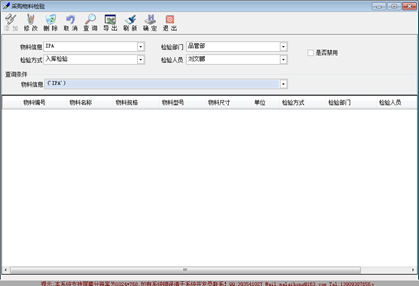 采购物料检验
添加 修改 删除 取消 查询 导出 刷新 确定 退出
物料信息 IPA 检验部门 品管部 是否禁用
检验方式 入库检验 检验人员 刘文娜
查询条件
物料信息 ('IPA')
物料编号 物料名称 物料规格 物料型号 物料尺寸 单位 检验方式 检验部门 检验人员
提示:本系统支持屏幕分辨率为1024*768